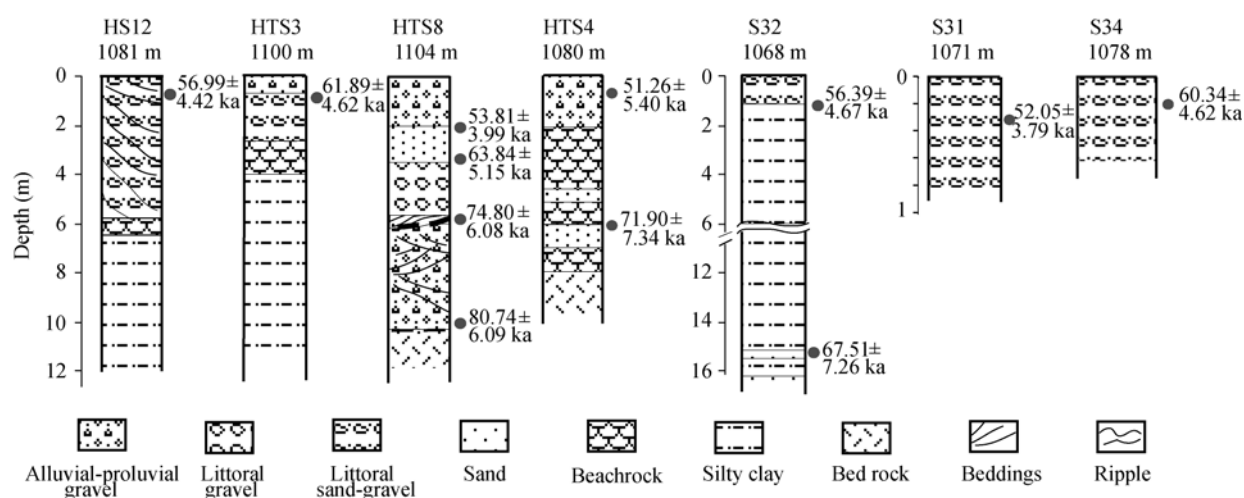 HS12 HTS3 HTS8 HTS4 S32 S31 S34
1081 m 1100 m 1104 m 1080 m 1068 m 1071 m 1078 m
Depth (m)
0
2
4
6
8
10
12
56.99±
4.42 ka
61.89±
4.62 ka
53.81±
3.99 ka
63.84±
5.15 ka
74.80±
6.08 ka
80.74±
6.09 ka
51.26±
5.40 ka
71.90±
7.34 ka
0
2
4
6
12
14
16
56.39±
4.67 ka
67.51±
7.26 ka
0
1
52.05±
3.79 ka
0
60.34±
4.62 ka
Alluvial-proluvial
gravel
Littoral
gravel
Littoral
sand-gravel
Sand
Beachrock
Silty clay
Bed rock
Beddings
Ripple